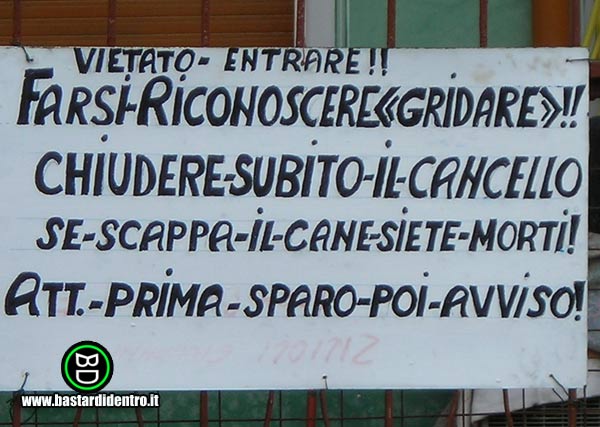 VIETATO- ENTRARE!!
FARSI-RICONOSCERE«GRIDARE»!!
CHIUDERE-SUBITO-IL-CANCELLO
SE-SCAPPA-IL-CANE-SIETE-MORTI!
ATT.-PRIMA-SPARO-POI-AVVISO!
www.bastardidentro.it